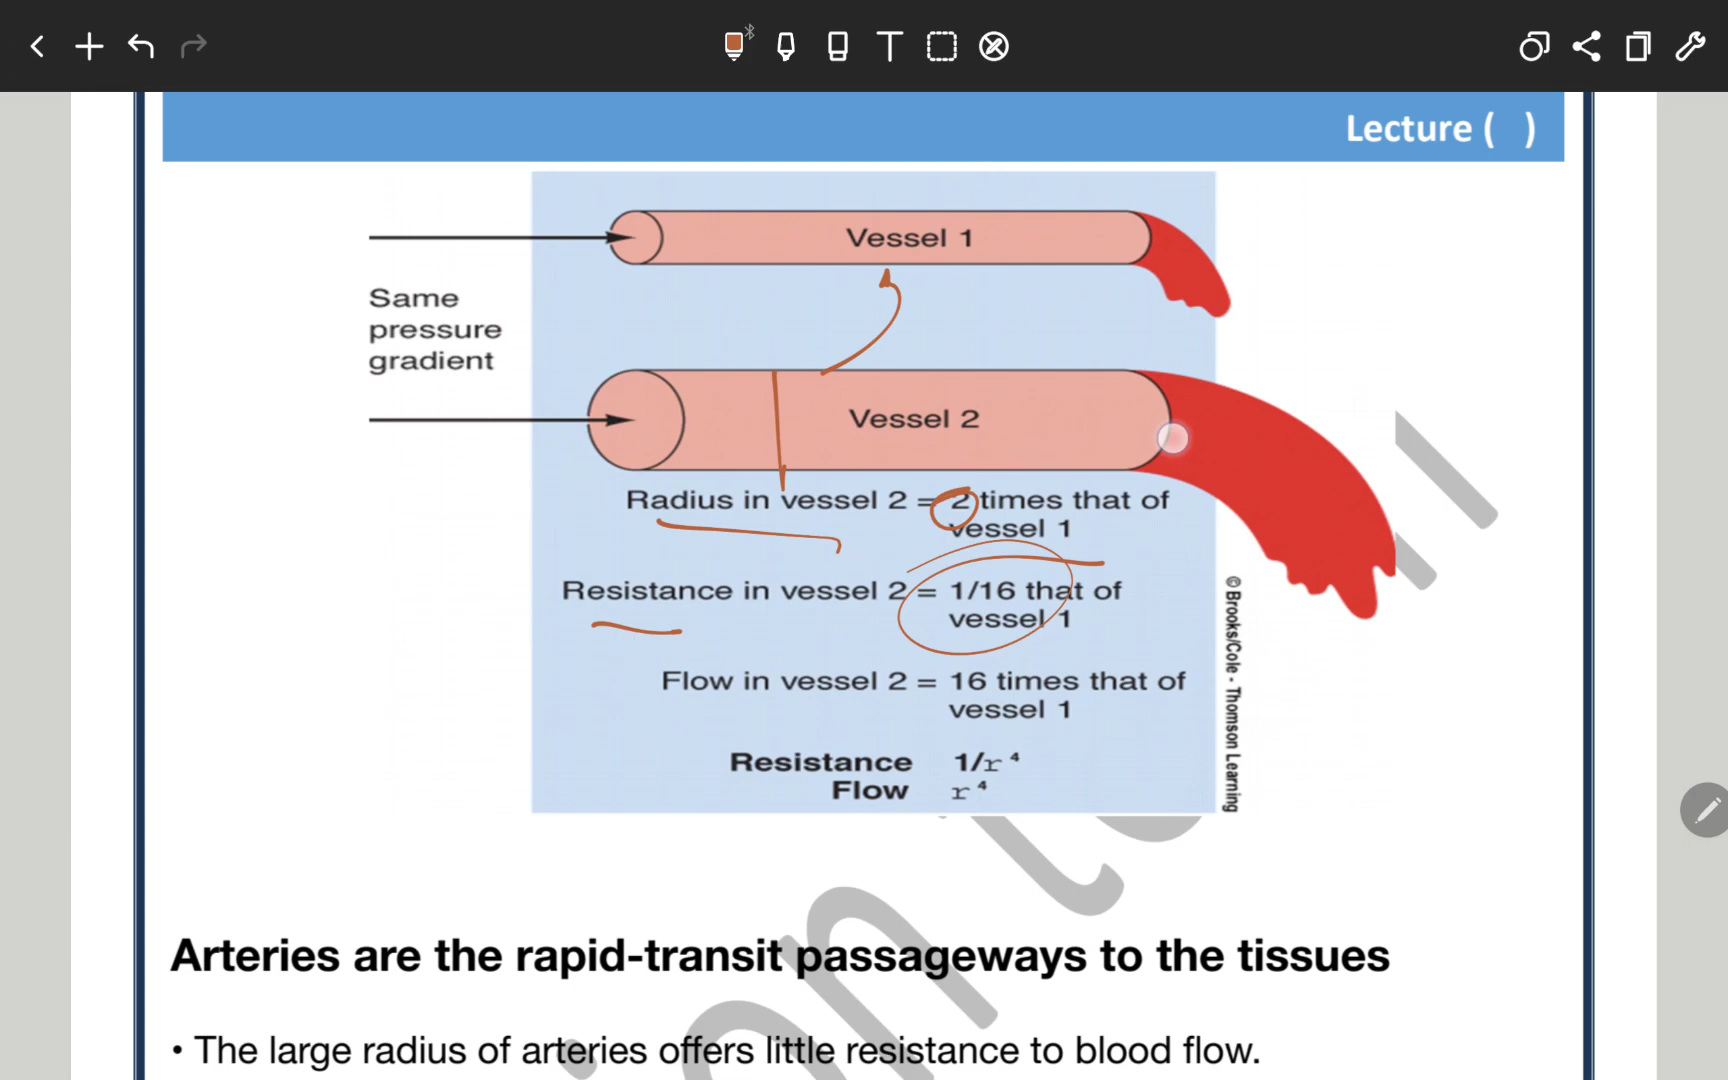 Lecture ( )
Vessel 1
Same
pressure
gradient
Vessel 2
Radius in vessel 2 = 2 times that of
vessel 1
Resistance in vessel 2 = 1/16 that of
vessel 1
Flow in vessel 2 = 16 times that of
vessel 1
Resistance 1/r⁴
Flow r⁴
© Brooks/Cole - Thomson Learning
Arteries are the rapid-transit passageways to the tissues
• The large radius of arteries offers little resistance to blood flow.